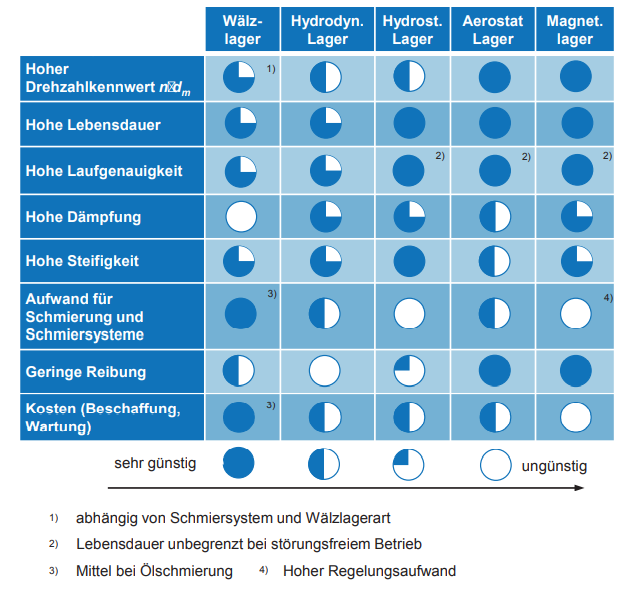 Wälz-
lager
Hydrodyn.
Lager
Hydrost.
Lager
Aerostat
Lager
Magnet.
lager
Hoher
Drehzahlkennwert n⋅dm
1)
Hohe Lebensdauer
Hohe Laufgenauigkeit
2)
2)
2)
Hohe Dämpfung
Hohe Steifigkeit
Aufwand für
Schmierung und
Schmiersysteme
3)
4)
Geringe Reibung
Kosten (Beschaffung,
Wartung)
3)
sehr günstig
ungünstig
1) abhängig von Schmiersystem und Wälzlagerart
2) Lebensdauer unbegrenzt bei störungsfreiem Betrieb
3) Mittel bei Ölschmierung 4) Hoher Regelungsaufwand